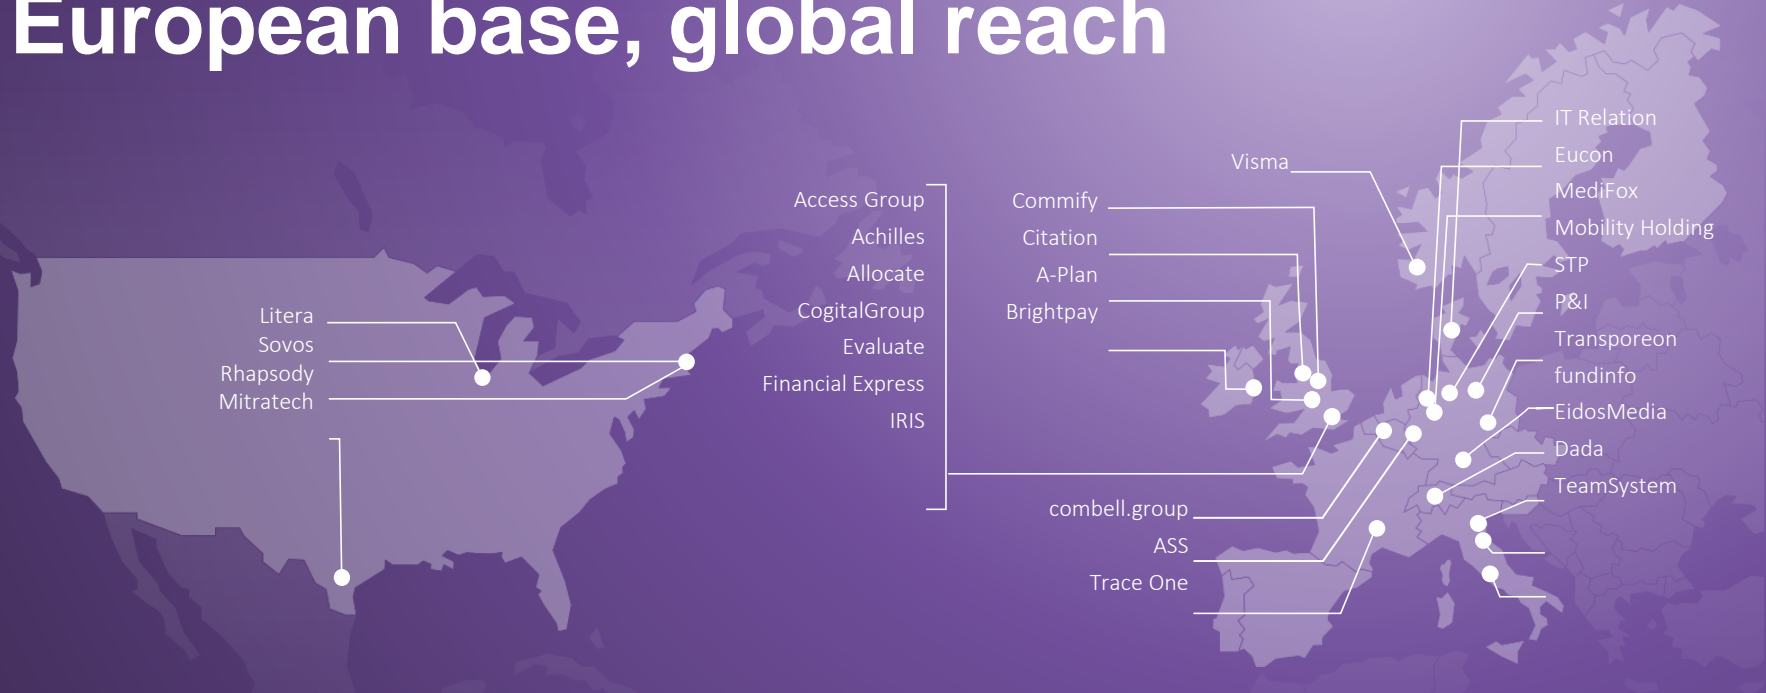 European base, global reach
Litera
Sovos
Rhapsody
Mitratech
Access Group
Achilles
Allocate
CogitalGroup
Evaluate
Financial Express
IRIS
Commify
Citation
A-Plan
Brightpay
Visma
combell.group
ASS
Trace One
IT Relation
Eucon
MediFox
Mobility Holding
STP
P&I
Transporeon
fundinfo
EidosMedia
Dada
TeamSystem